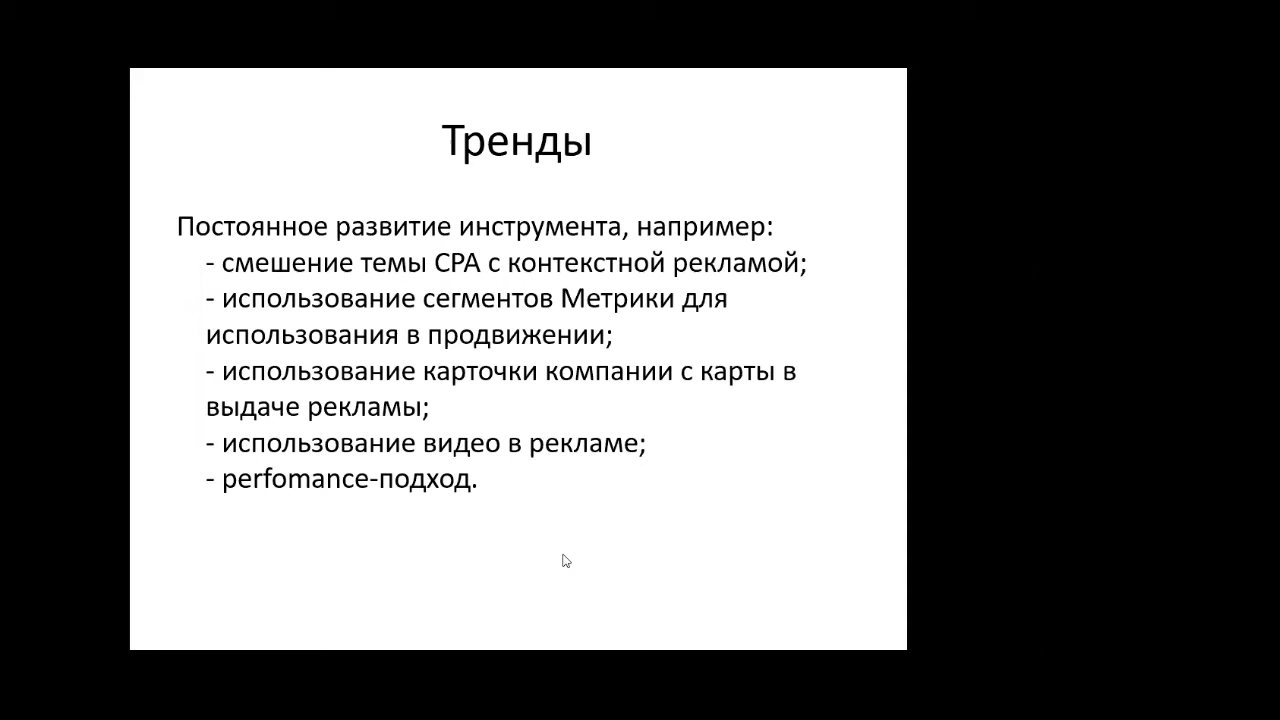 Тренды
Постоянное развитие инструмента, например:
- смешение темы CPA с контекстной рекламой;
- использование сегментов Метрики для
использования в продвижении;
- использование карточки компании с карты в
выдаче рекламы;
- использование видео в рекламе;
- perfomance-подход.